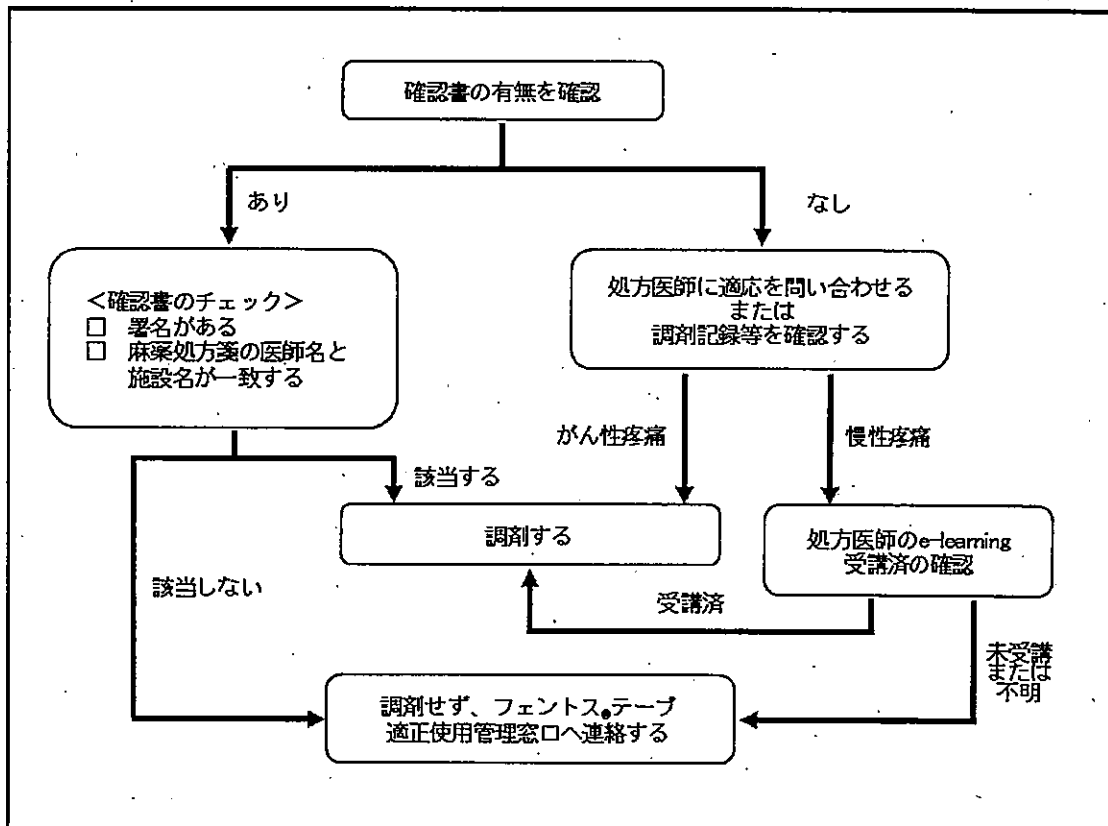 確認書の有無を確認
あり
なし
＜確認書のチェック＞
□ 署名がある
□ 麻薬処方箋の医師名と
施設名が一致する
処方医師に適応を問い合わせる
または
調剤記録等を確認する
がん性疼痛
慢性疼痛
該当する
調剤する
処方医師のe-learning
受講済の確認
該当しない
受講済
未受講
または
不明
調剤せず、フェントス®テープ
適正使用管理窓口へ連絡する